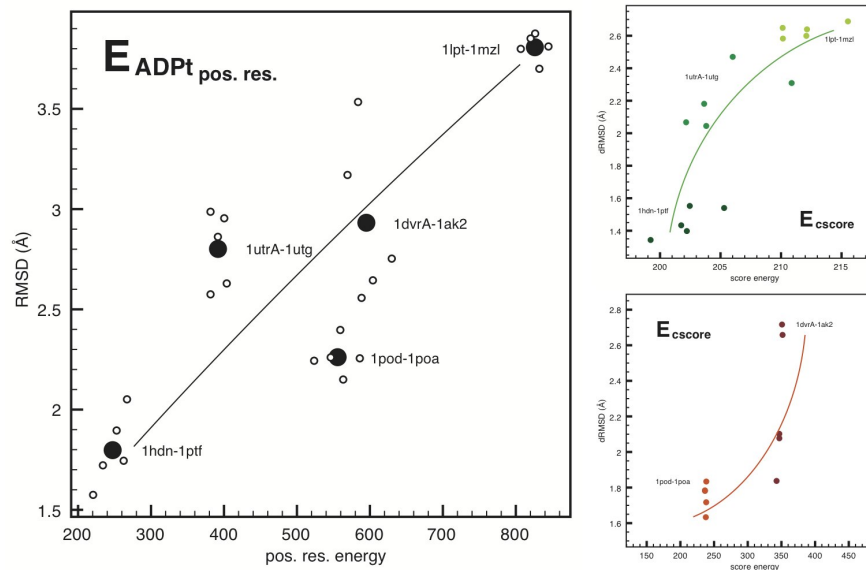 E ADPt pos. res.
RMSD (Å)
3.5
3
2.5
2
1.5
1lpt-1mzl
1dvrA-1ak2
1utrA-1utg
1pod-1poa
1hdn-1ptf
200 300 400 500 600 700 800
pos. res. energy
dRMSD (Å)
2.6
2.4
2.2
2
1.8
1.6
1.4
1lpt-1mzl
1utrA-1utg
1hdn-1ptf
E cscore
200 205 210 215
score energy
dRMSD (Å)
2.8
2.6
2.4
2.2
2
1.8
1.6
E cscore
1dvrA-1ak2
1pod-1poa
150 200 250 300 350 400 450
score energy